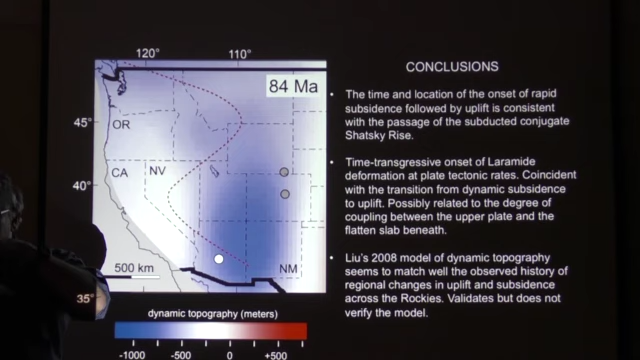 120°
110°
84 Ma
45°
OR
CA
NV
40°
500 km
NM
35°
dynamic topography (meters)
-1000
-500
0
+500
CONCLUSIONS
The time and location of the onset of rapid
subsidence followed by uplift is consistent
with the passage of the subducted conjugate
Shatsky Rise.
Time-transgressive onset of Laramide
deformation at plate tectonic rates. Coincident
with the transition from dynamic subsidence
to uplift. Possibly related to the degree of
coupling between the upper plate and the
flatten slab beneath.
Liu's 2008 model of dynamic topography
seems to match well the observed history of
regional changes in uplift and subsidence
across the Rockies. Validates but does not
verify the model.